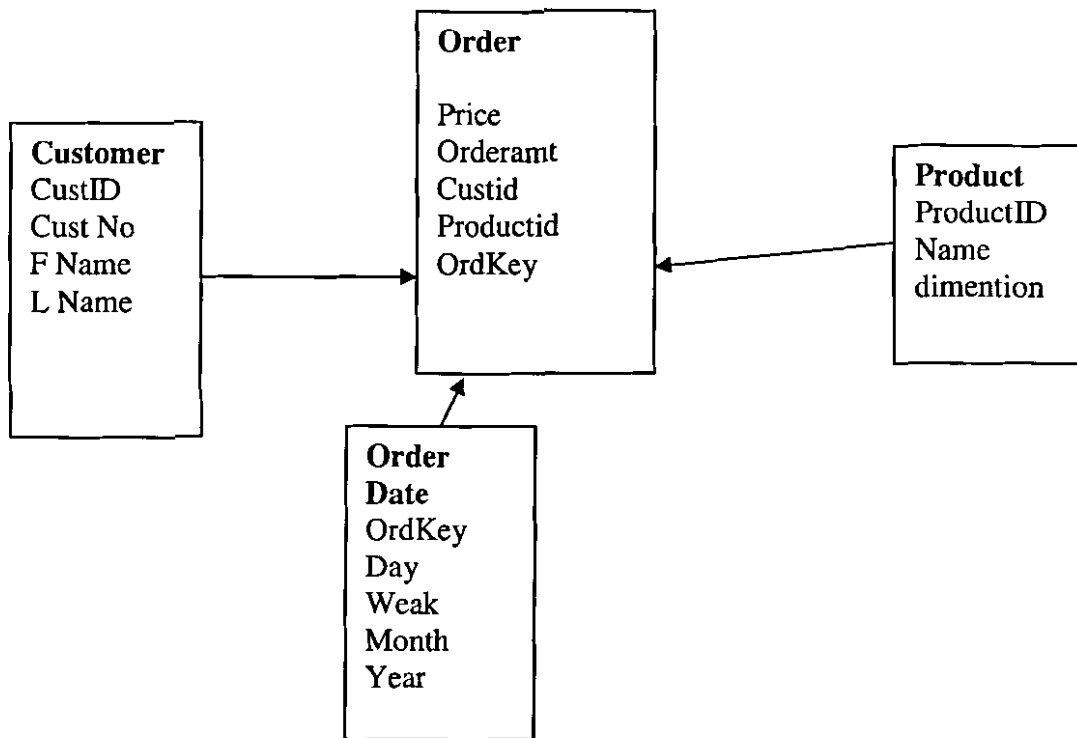 Order
Price
Orderamt
Custid
Productid
OrdKey
Customer
CustID
Cust No
F Name
L Name
Product
ProductID
Name
dimention
Order
Date
OrdKey
Day
Weak
Month
Year